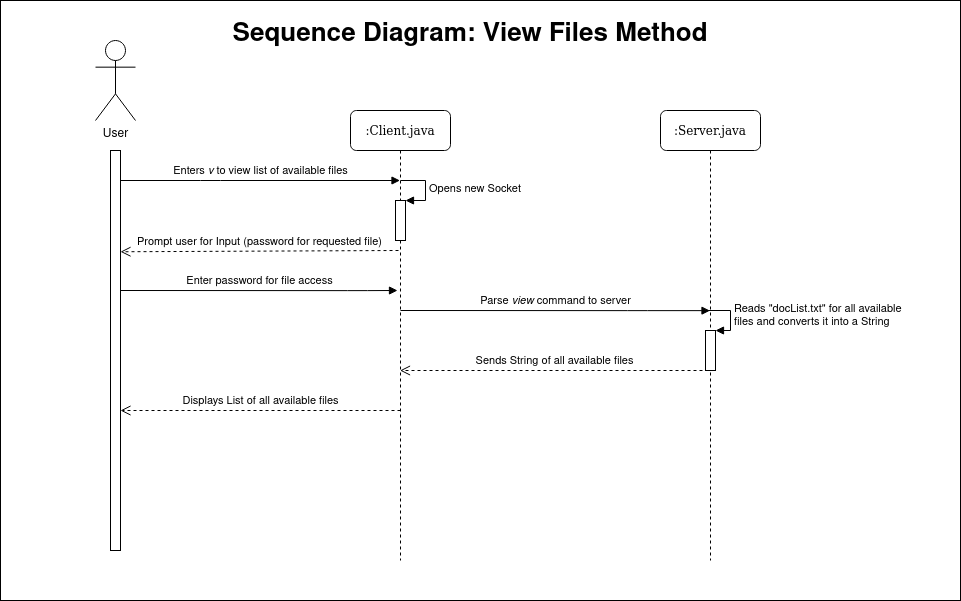 Sequence Diagram: View Files Method
User
:Client.java
:Server.java
Enters v to view list of available files
Opens new Socket
Prompt user for Input (password for requested file)
Enter password for file access
Parse view command to server
Reads "docList.txt" for all available
files and converts it into a String
Sends String of all available files
Displays List of all available files